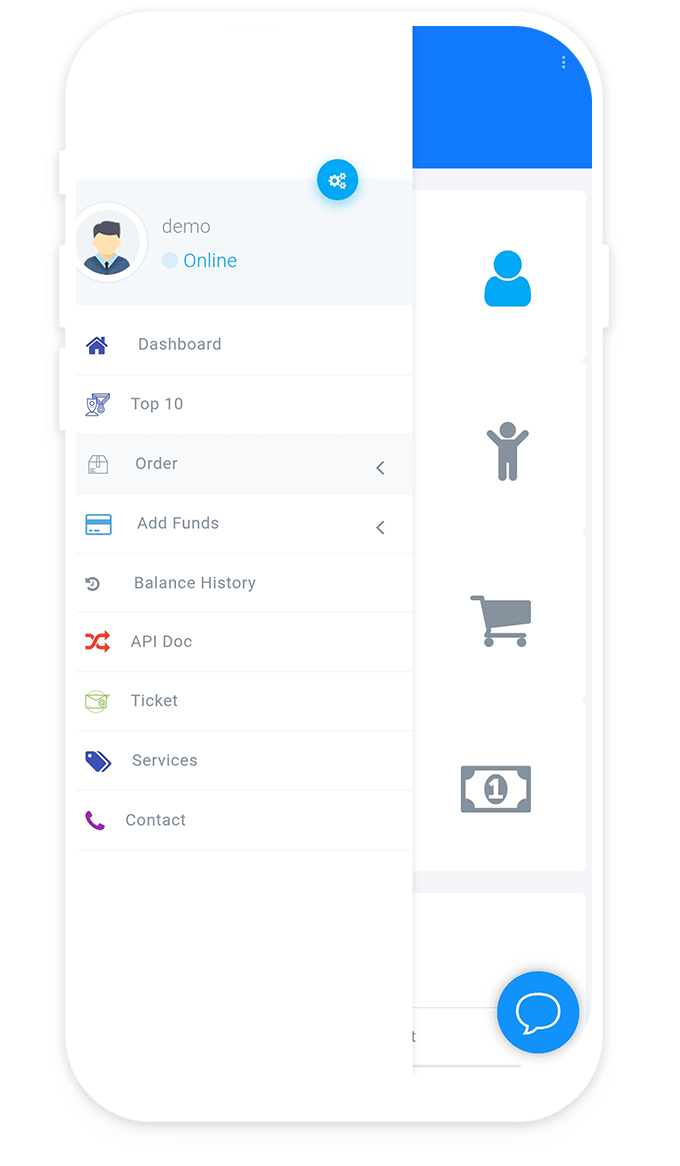 demo
Online
Dashboard
Top 10
Order
Add Funds
Balance History
API Doc
Ticket
Services
Contact
1
t